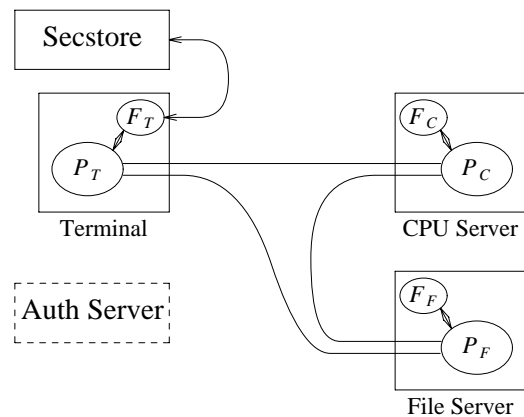 Secstore
F_T
P_T
Terminal
F_C
P_C
CPU Server
Auth Server
F_F
P_F
File Server